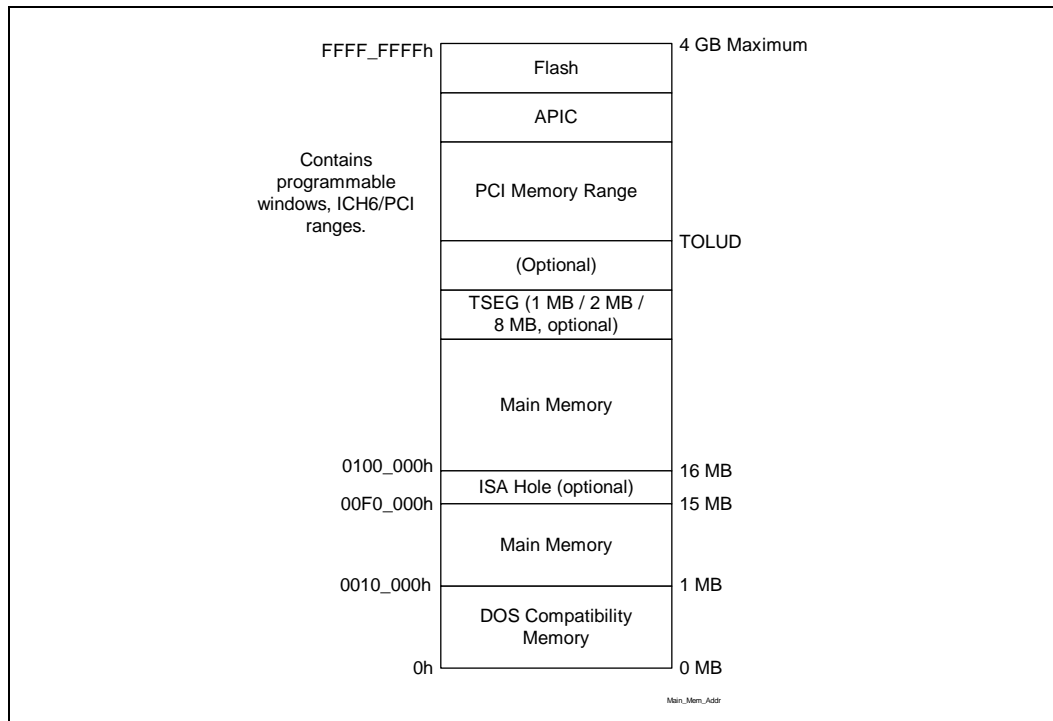 FFFF_FFFFh
4 GB Maximum
Flash
APIC
Contains
programmable
windows, ICH6/PCI
ranges.
PCI Memory Range
TOLUD
(Optional)
TSEG (1 MB / 2 MB /
8 MB, optional)
Main Memory
0100_000h
16 MB
ISA Hole (optional)
00F0_000h
15 MB
Main Memory
0010_000h
1 MB
DOS Compatibility
Memory
0h
0 MB
Main_Mem_Addr